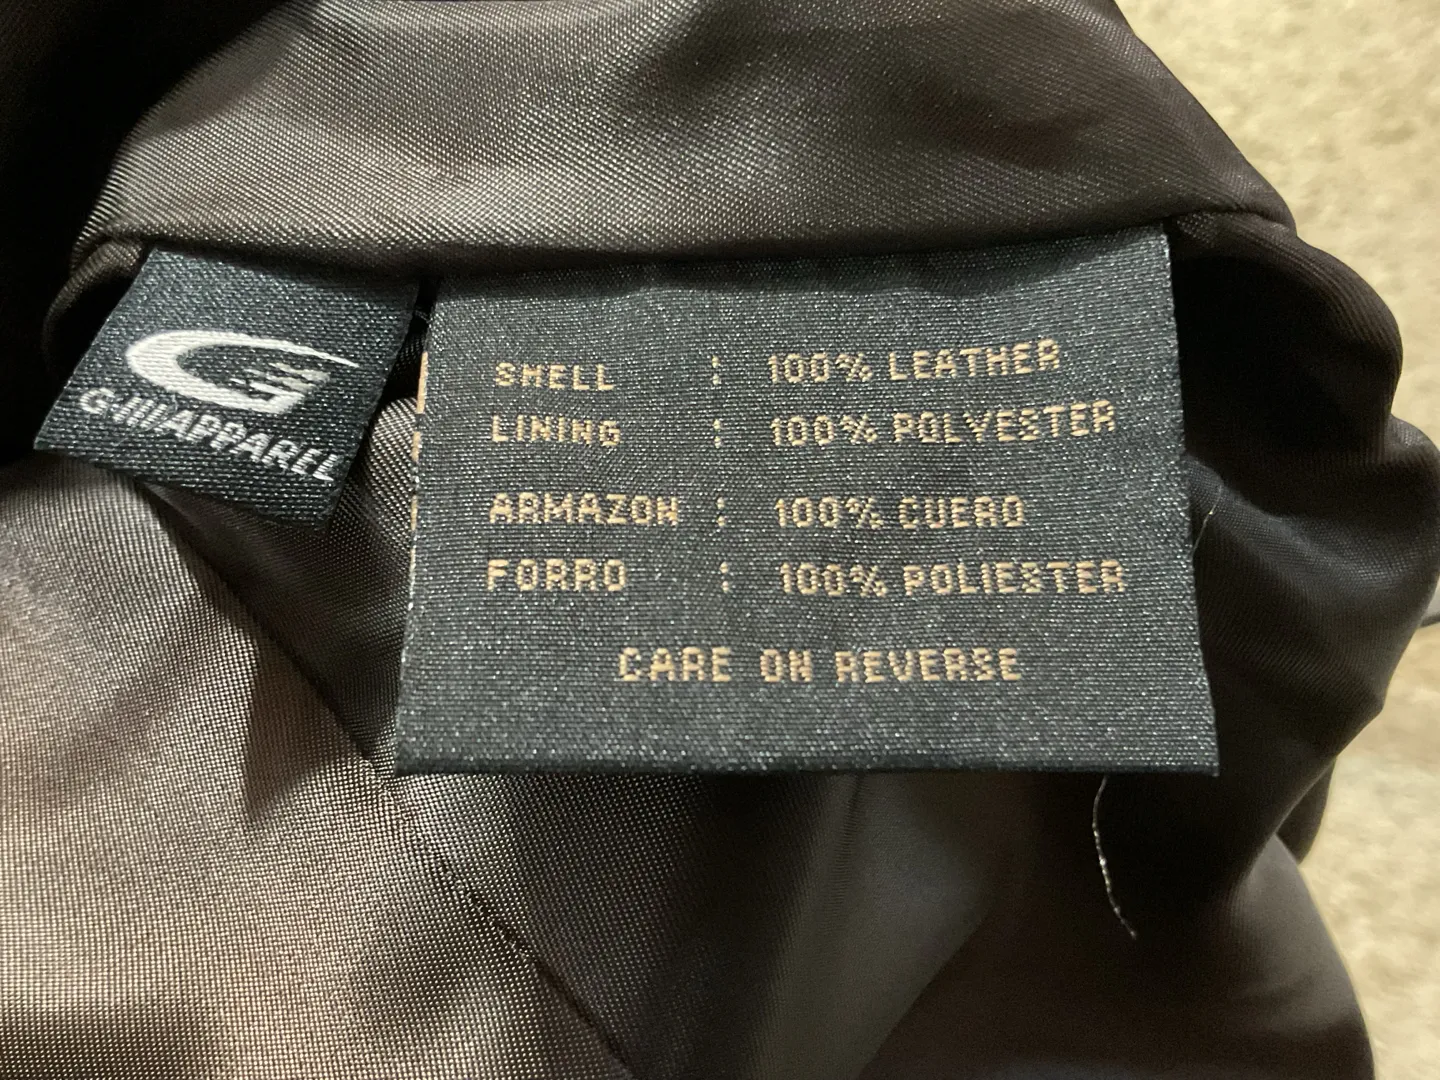 G-III/APPAREL
SHELL : 100% LEATHER
LINING : 100% POLYESTER
ARMAZON : 100% CUERO
FORRO : 100% POLIESTER
CARE ON REVERSE